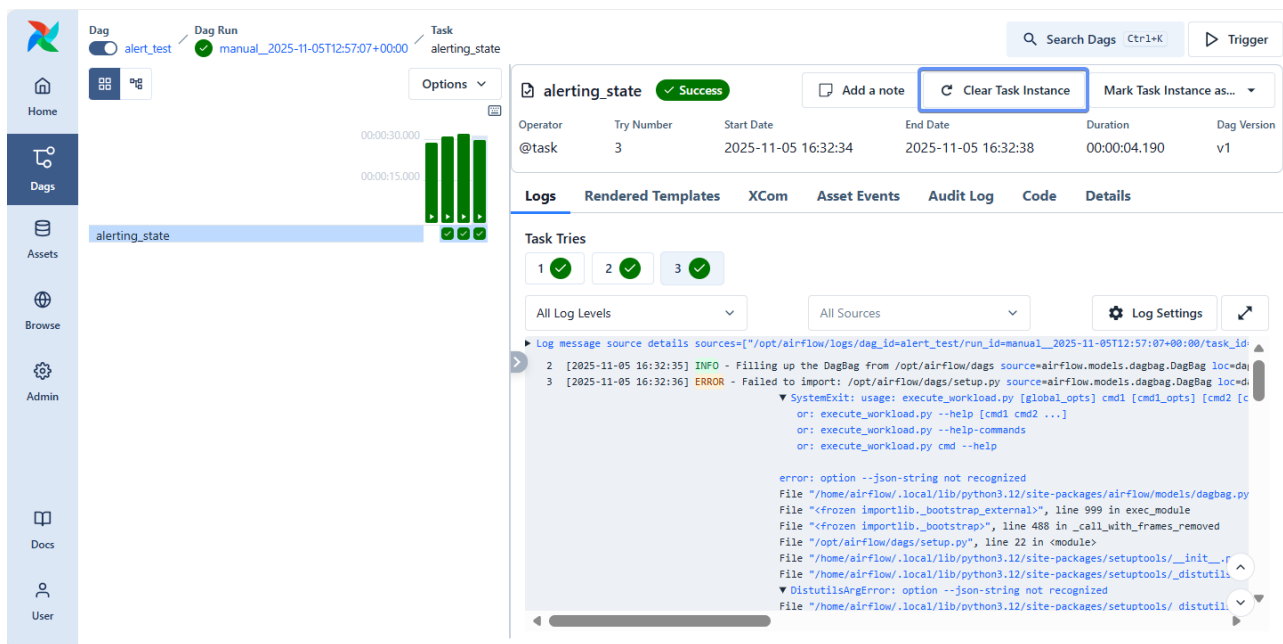 Dag
alert_test
/
Dag Run
manual__2025-11-05T12:57:07+00:00
/
Task
alerting_state
Search Dags Ctrl+K
Trigger
Home
Dags
Assets
Browse
Admin
Docs
User
Options
00:00:30.000
00:00:15.000
alerting_state
alerting_state Success
Add a note
Clear Task Instance
Mark Task Instance as...
Operator Try Number Start Date End Date Duration Dag Version
@task 3 2025-11-05 16:32:34 2025-11-05 16:32:38 00:00:04.190 v1
Logs Rendered Templates XCom Asset Events Audit Log Code Details
Task Tries
1 2 3
All Log Levels All Sources Log Settings
Log message source details sources=["/opt/airflow/logs/dag_id=alert_test/run_id=manual__2025-11-05T12:57:07+00:00/task_id=
2 [2025-11-05 16:32:35] INFO - Filling up the DagBag from /opt/airflow/dags source=airflow.models.dagbag.DagBag loc=dag
3 [2025-11-05 16:32:36] ERROR - Failed to import: /opt/airflow/dags/setup.py source=airflow.models.dagbag.DagBag loc=da
SystemExit: usage: execute_workload.py [global_opts] cmd1 [cmd1_opts] [cmd2 [c
or: execute_workload.py --help [cmd1 cmd2 ...]
or: execute_workload.py --help-commands
or: execute_workload.py cmd --help
error: option --json-string not recognized
File "/home/airflow/.local/lib/python3.12/site-packages/airflow/models/dagbag.py
File "<frozen importlib._bootstrap_external>", line 999 in exec_module
File "<frozen importlib._bootstrap>", line 488 in _call_with_frames_removed
File "/opt/airflow/dags/setup.py", line 22 in <module>
File "/home/airflow/.local/lib/python3.12/site-packages/setuptools/__init__.p
File "/home/airflow/.local/lib/python3.12/site-packages/setuptools/_distutils
DistutilsArgError: option --json-string not recognized
File "/home/airflow/.local/lib/python3.12/site-packages/setuptools/_distutil